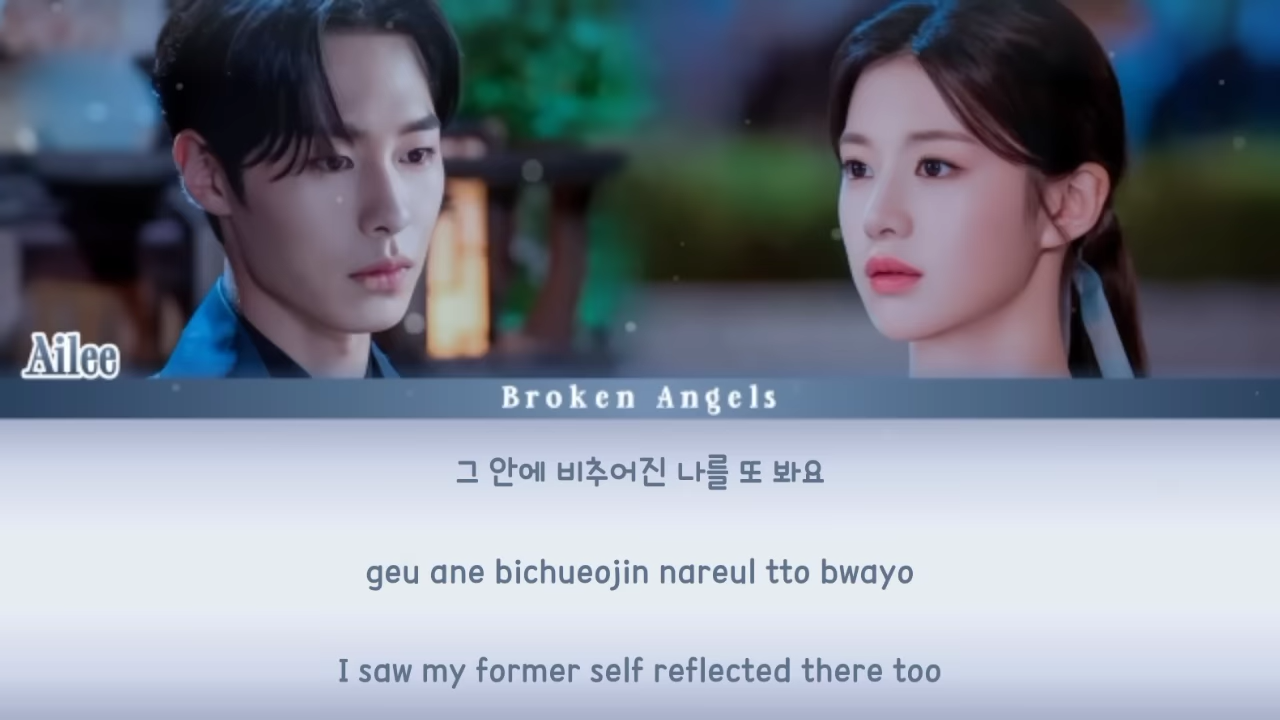 Ailee
Broken Angels
그 안에 비추어진 나를 또 봐요
geu ane bichueojin nareul tto bwayo
I saw my former self reflected there too